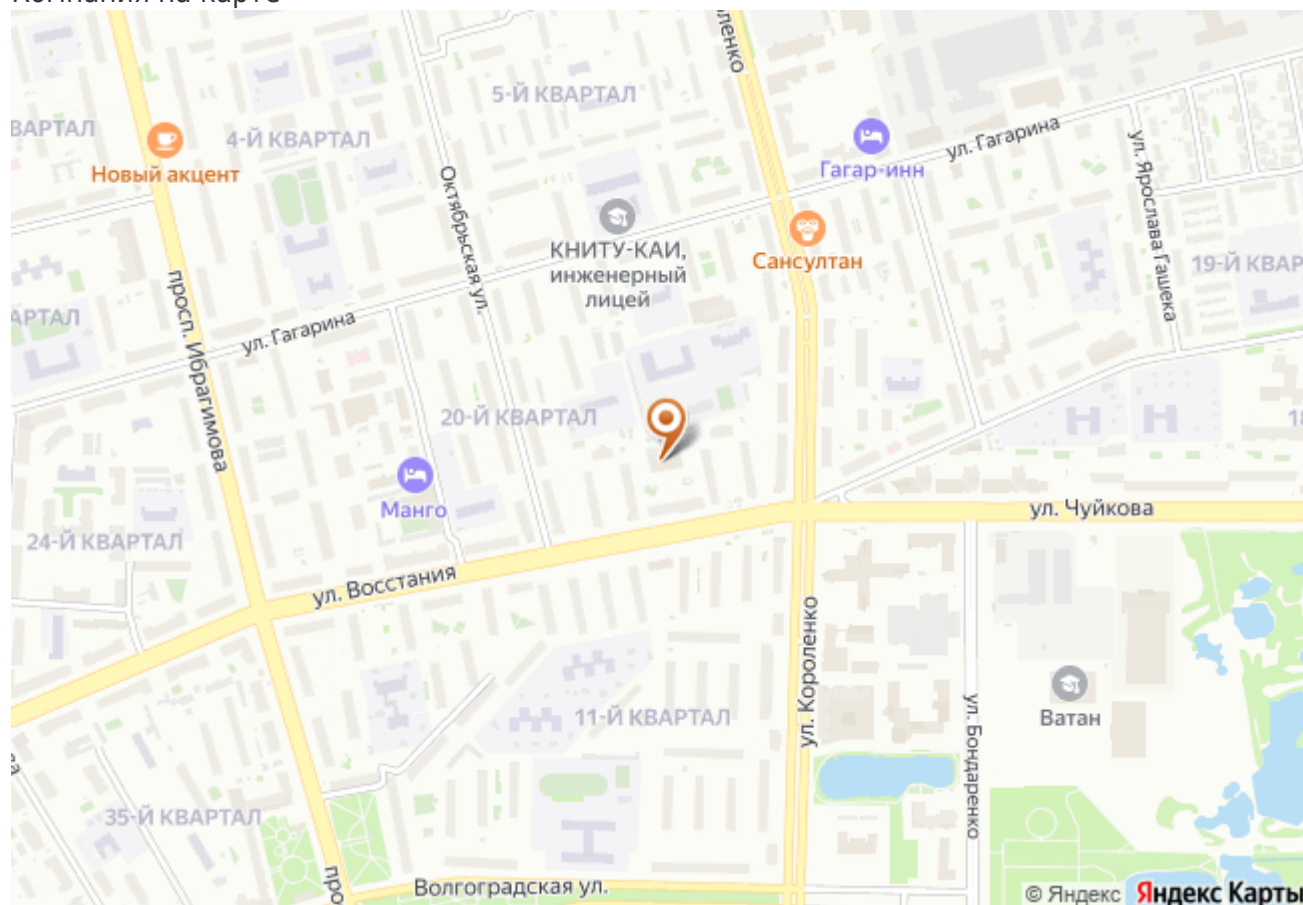 Компания на карте
5-Й КВАРТАЛ
ВАРТАЛ
4-Й КВАРТАЛ
Новый акцент
Гагар-инн
ул. Гагарина
ул. Ярослава Гашека
Октябрьская ул.
КНИТУ-КАИ,
инженерный
лицей
Сансултан
19-Й КВАР
АРТАЛ
просп. Ибрагимова
ул. Гагарина
20-Й КВАРТАЛ
Манго
ул. Чуйкова
24-Й КВАРТАЛ
ул. Восстания
ул. Короленко
11-Й КВАРТАЛ
ул. Бондаренко
Ватан
35-Й КВАРТАЛ
Волгоградская ул.
© Яндекс Яндекс Карты